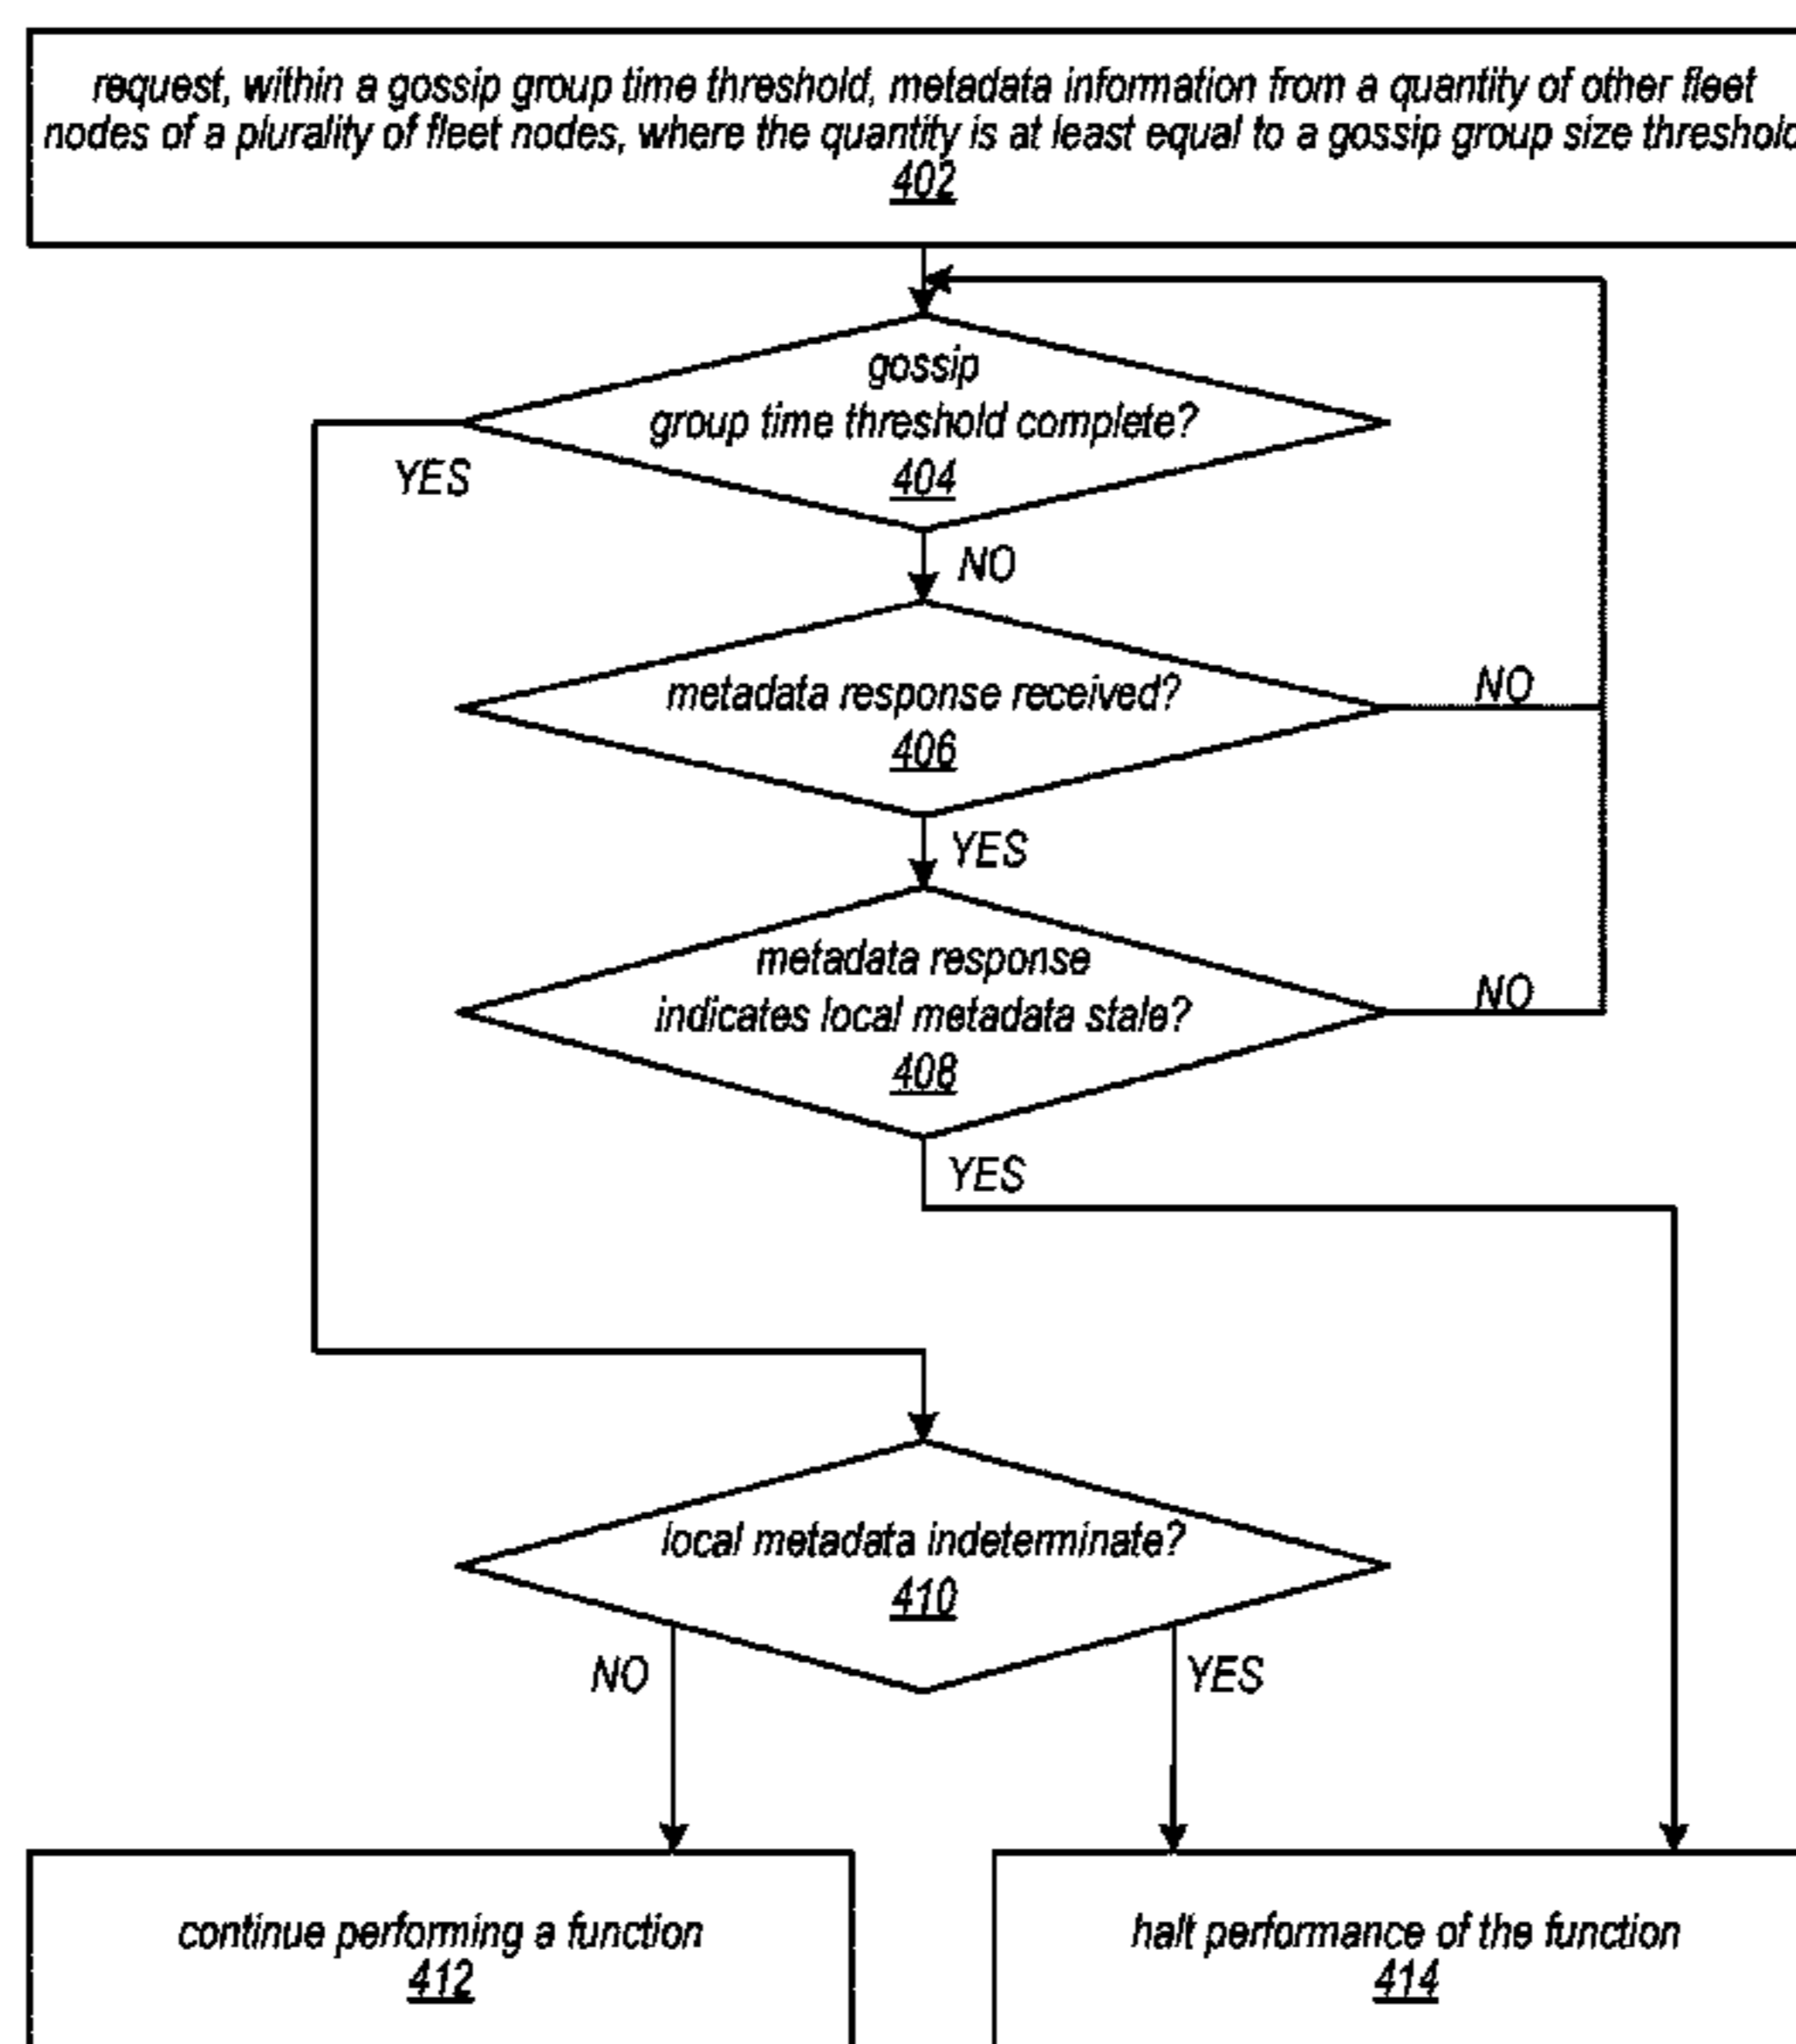 request, within a gossip group time threshold, metadata information from a quantity of other fleet
nodes of a plurality of fleet nodes, where the quantity is at least equal to a gossip group size threshold
402
gossip
group time threshold complete?
404
YES
NO
metadata response received?
406
NO
YES
metadata response
indicates local metadata stale?
408
NO
YES
local metadata indeterminate?
410
NO
YES
continue performing a function
412
halt performance of the function
414